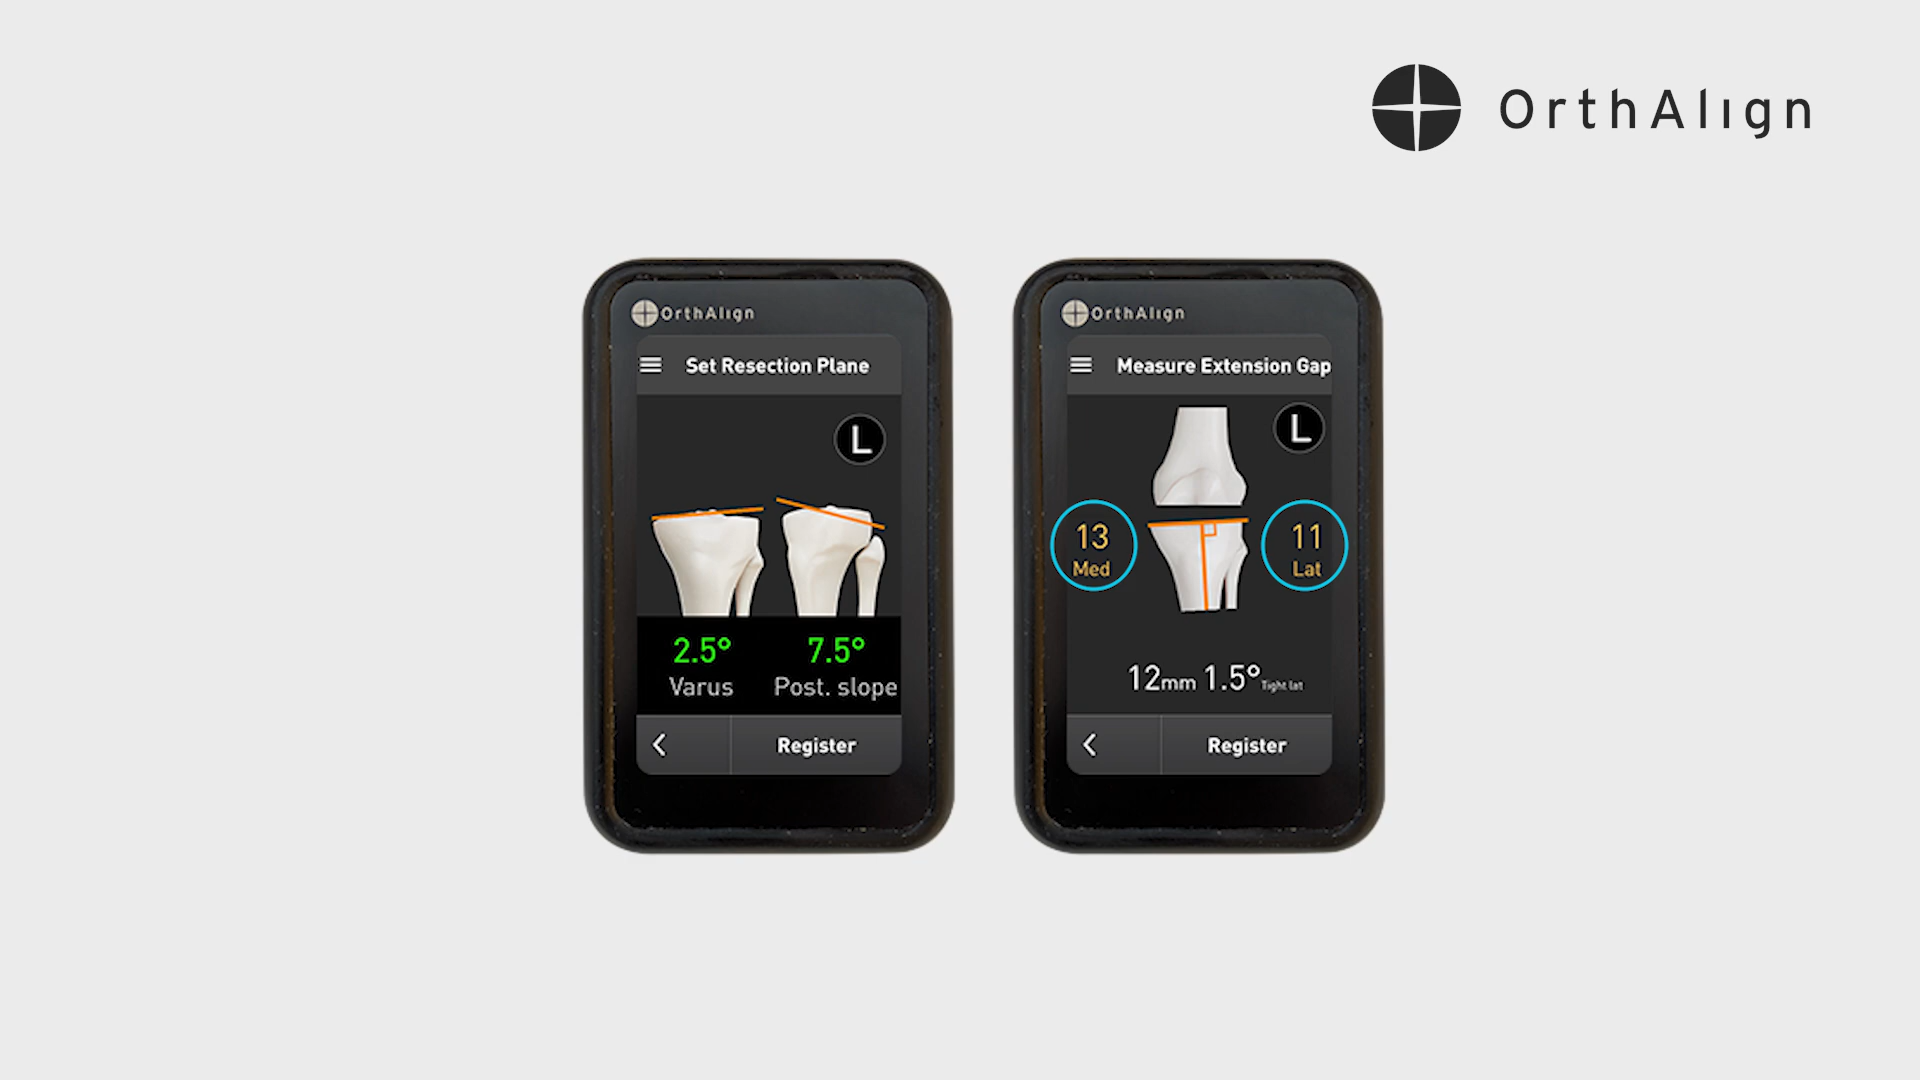 OrthAlign
OrthAlign
Set Resection Plane
L
2.5° 7.5°
Varus Post. slope
Register
OrthAlign
Measure Extension Gap
L
13 11
Med Lat
12mm 1.5° Tight lat
Register